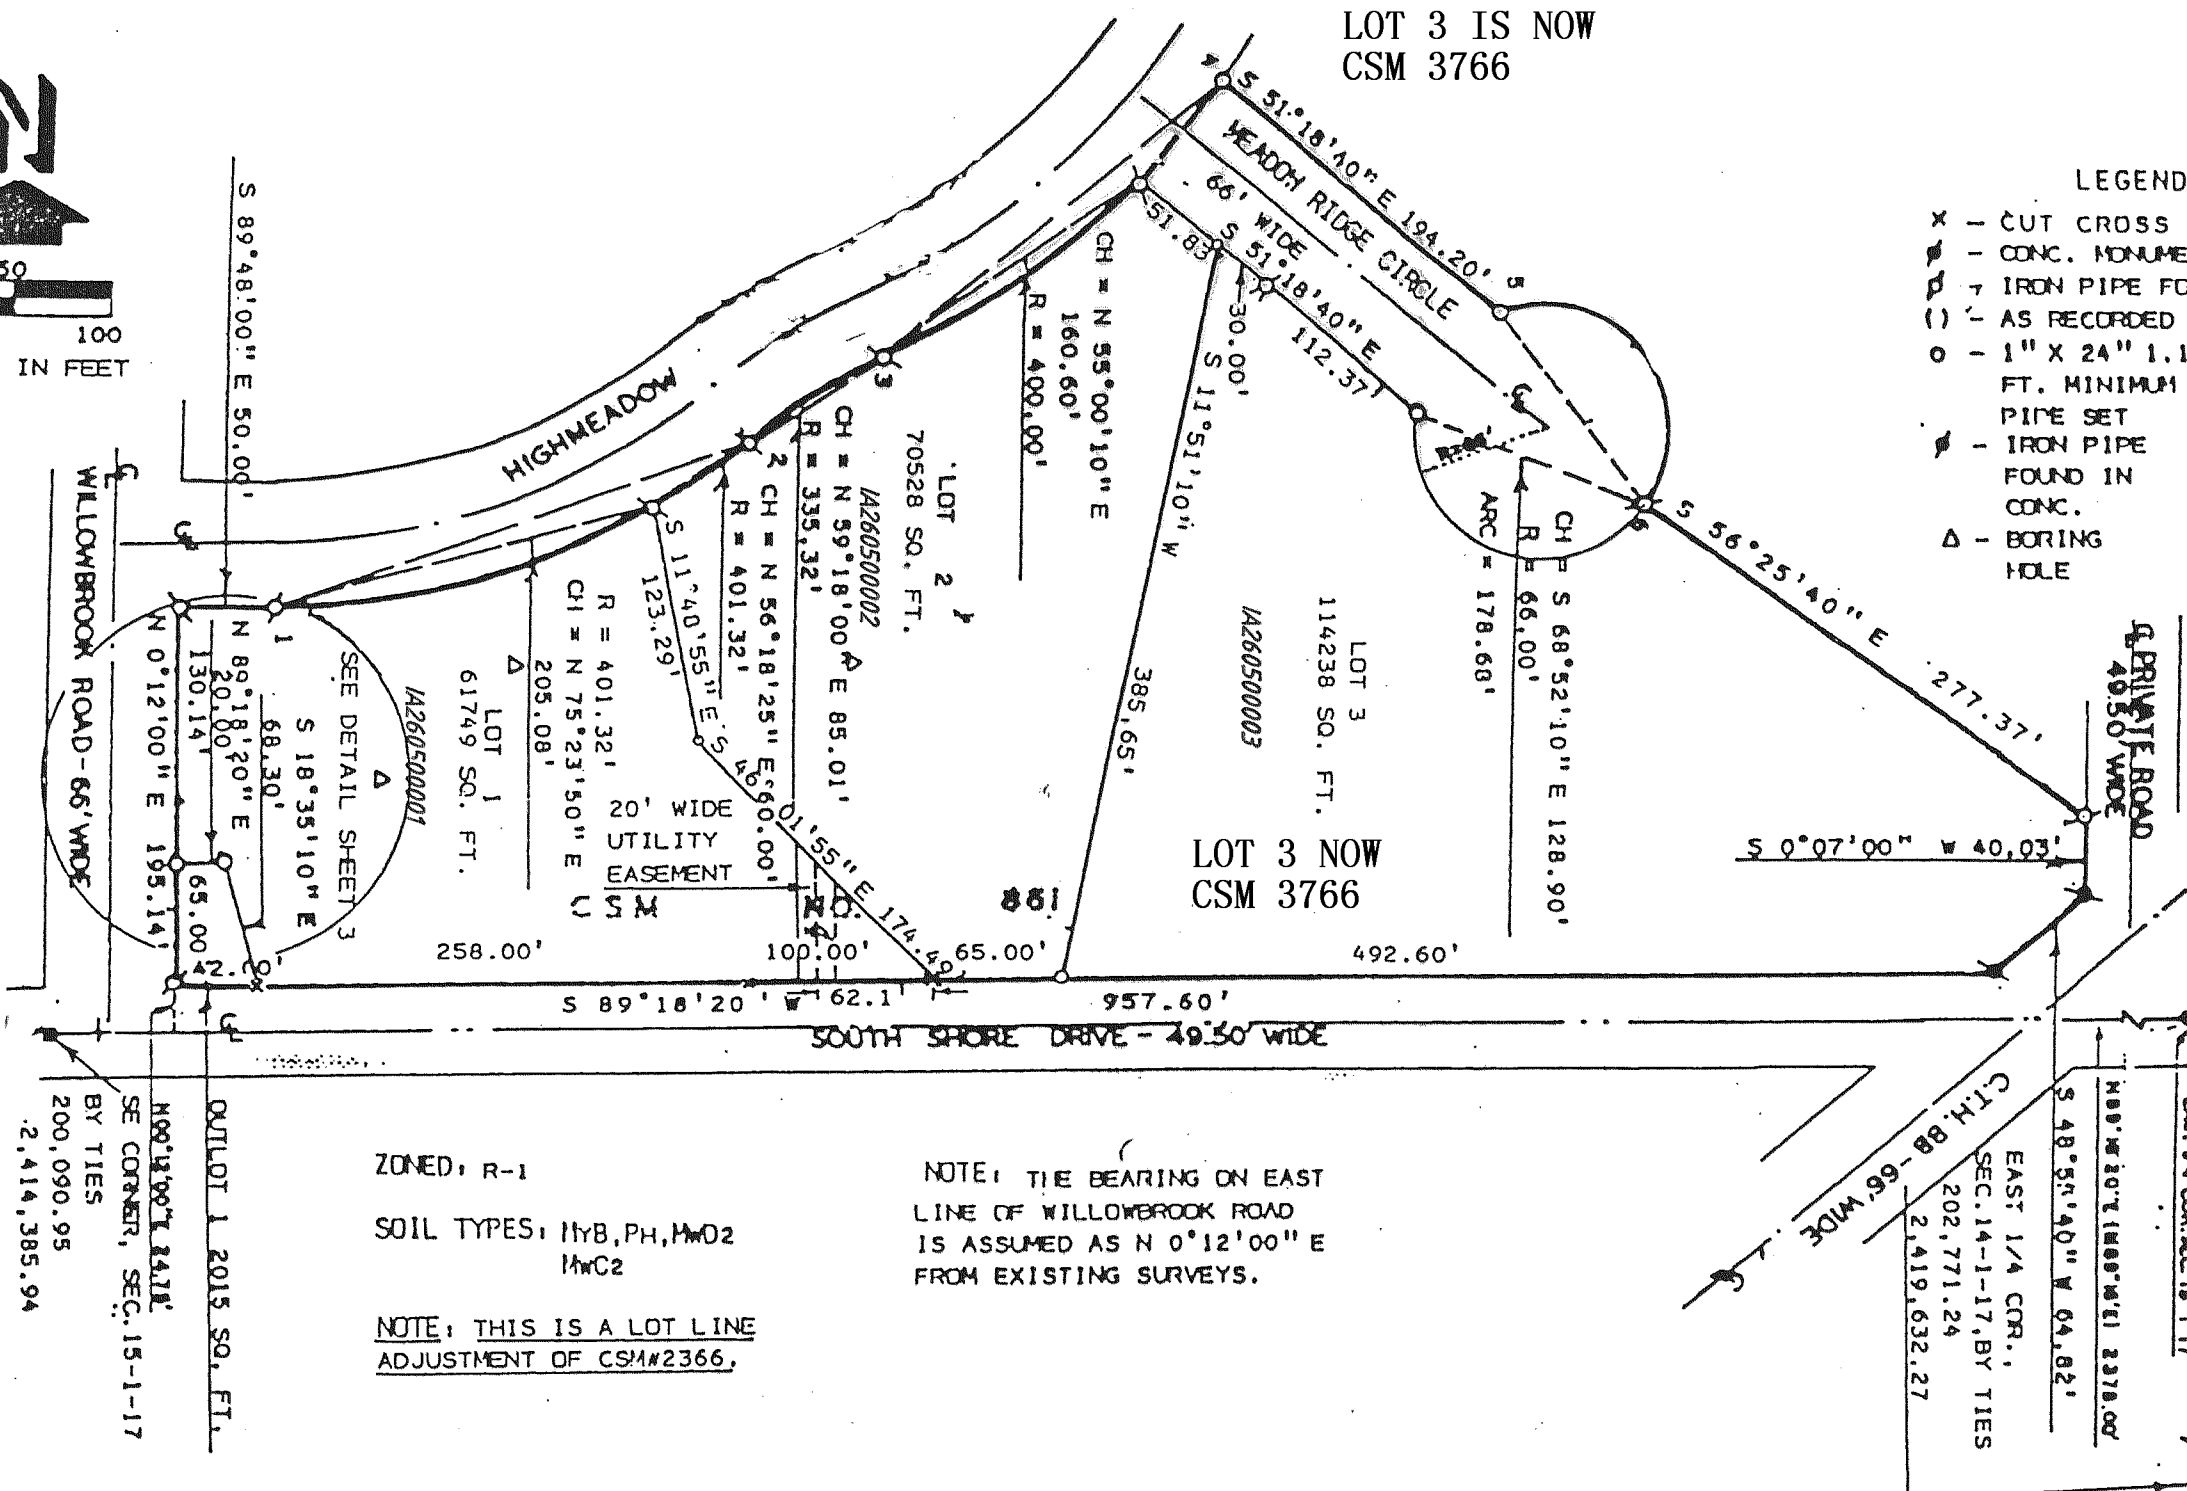 LOT 3 IS NOW
CSM 3766
N
50
100
IN FEET
S 89°48'00" E 50.00'
HIGHMEADOW
WILLOWBROOK ROAD-66'WIDE
S 51°18'40" E 194.20'
MEADOW RIDGE CIRCLE
66' WIDE
51.83
S 51°18'40" E
30.00'
112.37'
4
5
6
3
2
1
LEGEND
X - CUT CROSS
- CONC. MONUME
- IRON PIPE FO
() - AS RECORDED
O - 1" X 24" 1.1
FT. MINIMUM
PIPE SET
- IRON PIPE
FOUND IN
CONC.
Δ - BORING
HOLE
CH = N 55°00'10" E
160.60'
R = 400.00'
S 11°51'10" W
385.65'
LOT 2
70528 SQ. FT.
IA260500002
CH = N 59°18'00" E 85.01'
R = 335.32'
CH = N 56°18'25" E 60.00'
R = 401.32'
S 11°40'55" E
123.29'
R = 401.32'
CH = N 75°23'50" E
205.08'
LOT 1
61749 SQ. FT.
IA260500001
SEE DETAIL SHEET 3
S 18°35'10" E
68.30'
N 89°18'20" E
20.00'
130.14'
N 0°12'00" E 195.14'
65.00'
S 46°01'55" E 174.49'
20' WIDE
UTILITY
EASEMENT
C S M
LOT 3
114238 SQ. FT.
IA260500003
CH = S 68°52'10" E 128.90'
R = 66.00'
ARC = 178.68'
S 56°25'40" E 277.37'
PRIVATE ROAD
49.50' WIDE
S 0°07'00" W 40.03'
LOT 3 NOW
CSM 3766
258.00'
100.00'
65.00'
492.60'
S 89°18'20" W
62.1'
957.60'
SOUTH SHORE DRIVE - 49.50' WIDE
C.T.H. BB - 66' WIDE
OUTLOT 1 2015 SQ. FT.
SE CORNER, SEC.15-1-17
BY TIES
200,090.95
2,414,385.94
EAST 1/4 COR.,
SEC.14-1-17,BY TIES
202,771.24
2,419,632.27
ZONED: R-1
SOIL TYPES: MyB,PH,MwD2
MwC2
NOTE: THIS IS A LOT LINE
ADJUSTMENT OF CSM#2366.
NOTE: THE BEARING ON EAST
LINE OF WILLOWBROOK ROAD
IS ASSUMED AS N 0°12'00" E
FROM EXISTING SURVEYS.